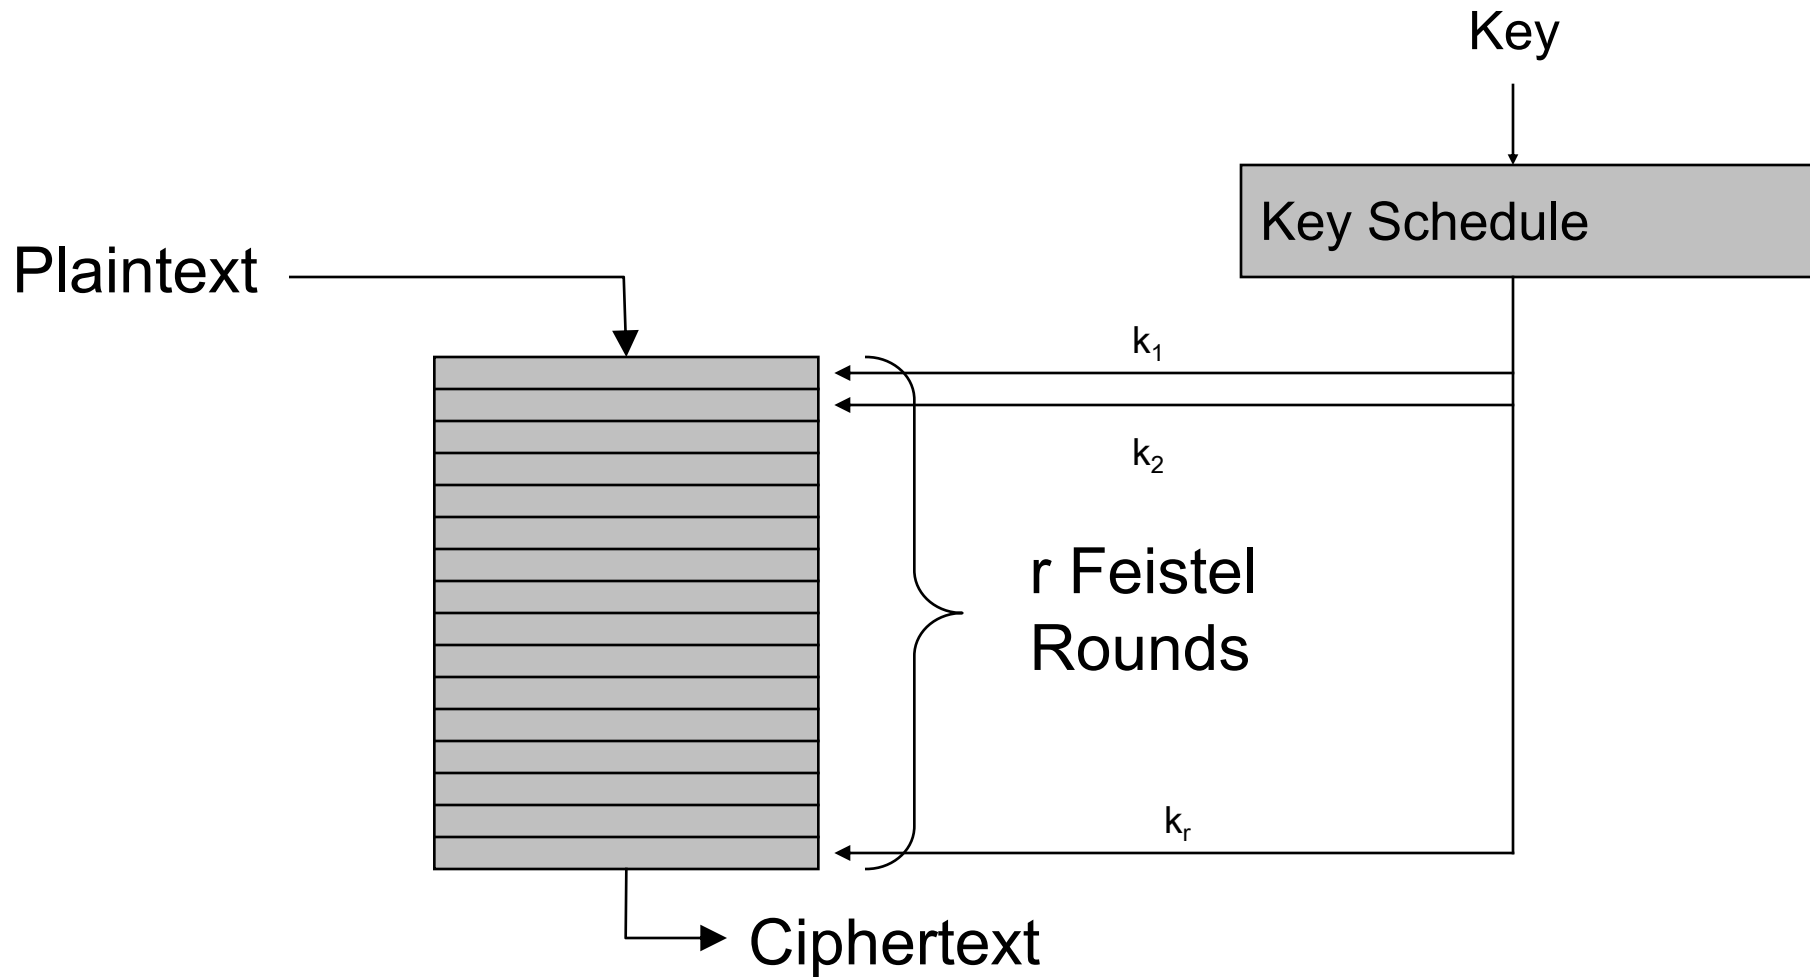 Key
Key Schedule
Plaintext
k₁
k₂
r Feistel
Rounds
kᵣ
Ciphertext